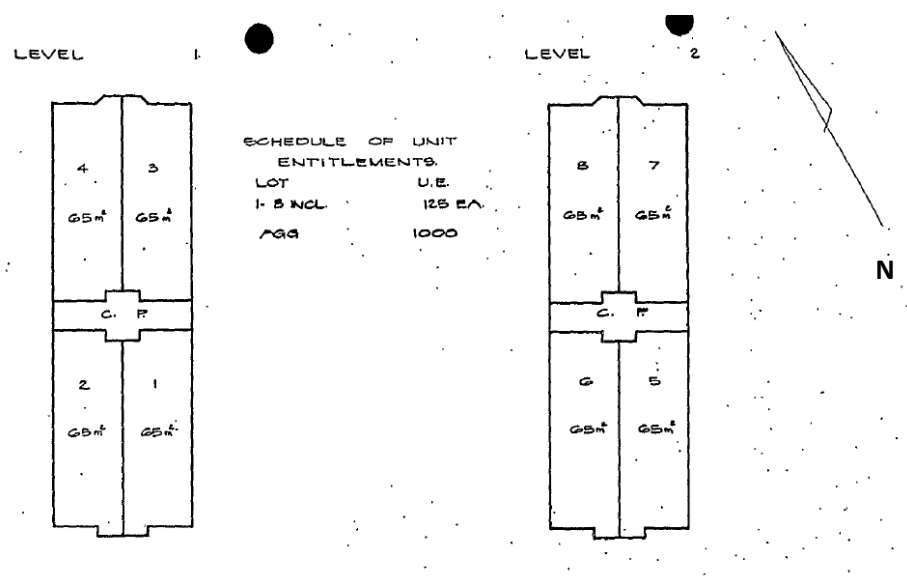 LEVEL 1.
LEVEL 2
4 3
65m² 65m²
C. P.
2 1
65m² 65m²
SCHEDULE OF UNIT
ENTITLEMENTS.
LOT U.E.
1-8 INCL. 125 EA.
AGG 1000
8 7
65m² 65m²
C. P.
6 5
65m² 65m²
N